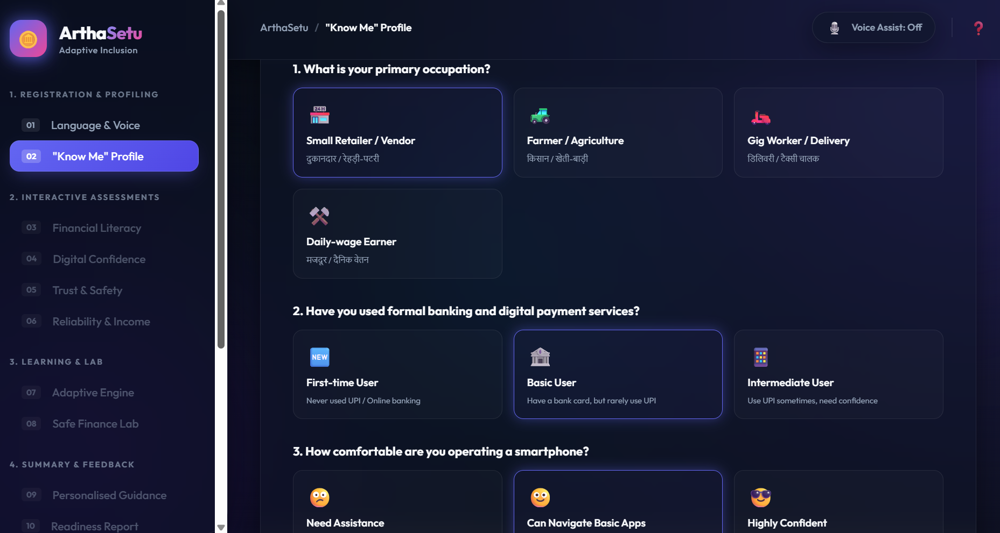 ArthaSetu
Adaptive Inclusion
1. REGISTRATION & PROFILING
01 Language & Voice
02 "Know Me" Profile
2. INTERACTIVE ASSESSMENTS
03 Financial Literacy
04 Digital Confidence
05 Trust & Safety
06 Reliability & Income
3. LEARNING & LAB
07 Adaptive Engine
08 Safe Finance Lab
4. SUMMARY & FEEDBACK
09 Personalised Guidance
10 Readiness Report
ArthaSetu / "Know Me" Profile
Voice Assist: Off
1. What is your primary occupation?
24H
Small Retailer / Vendor
दुकानदार / रेहड़ी-पटरी
Farmer / Agriculture
किसान / खेती-बाड़ी
Gig Worker / Delivery
डिलिवरी / टैक्सी चालक
Daily-wage Earner
मजदूर / दैनिक वेतन
2. Have you used formal banking and digital payment services?
NEW
First-time User
Never used UPI / Online banking
Basic User
Have a bank card, but rarely use UPI
Intermediate User
Use UPI sometimes, need confidence
3. How comfortable are you operating a smartphone?
Need Assistance
Can Navigate Basic Apps
Highly Confident